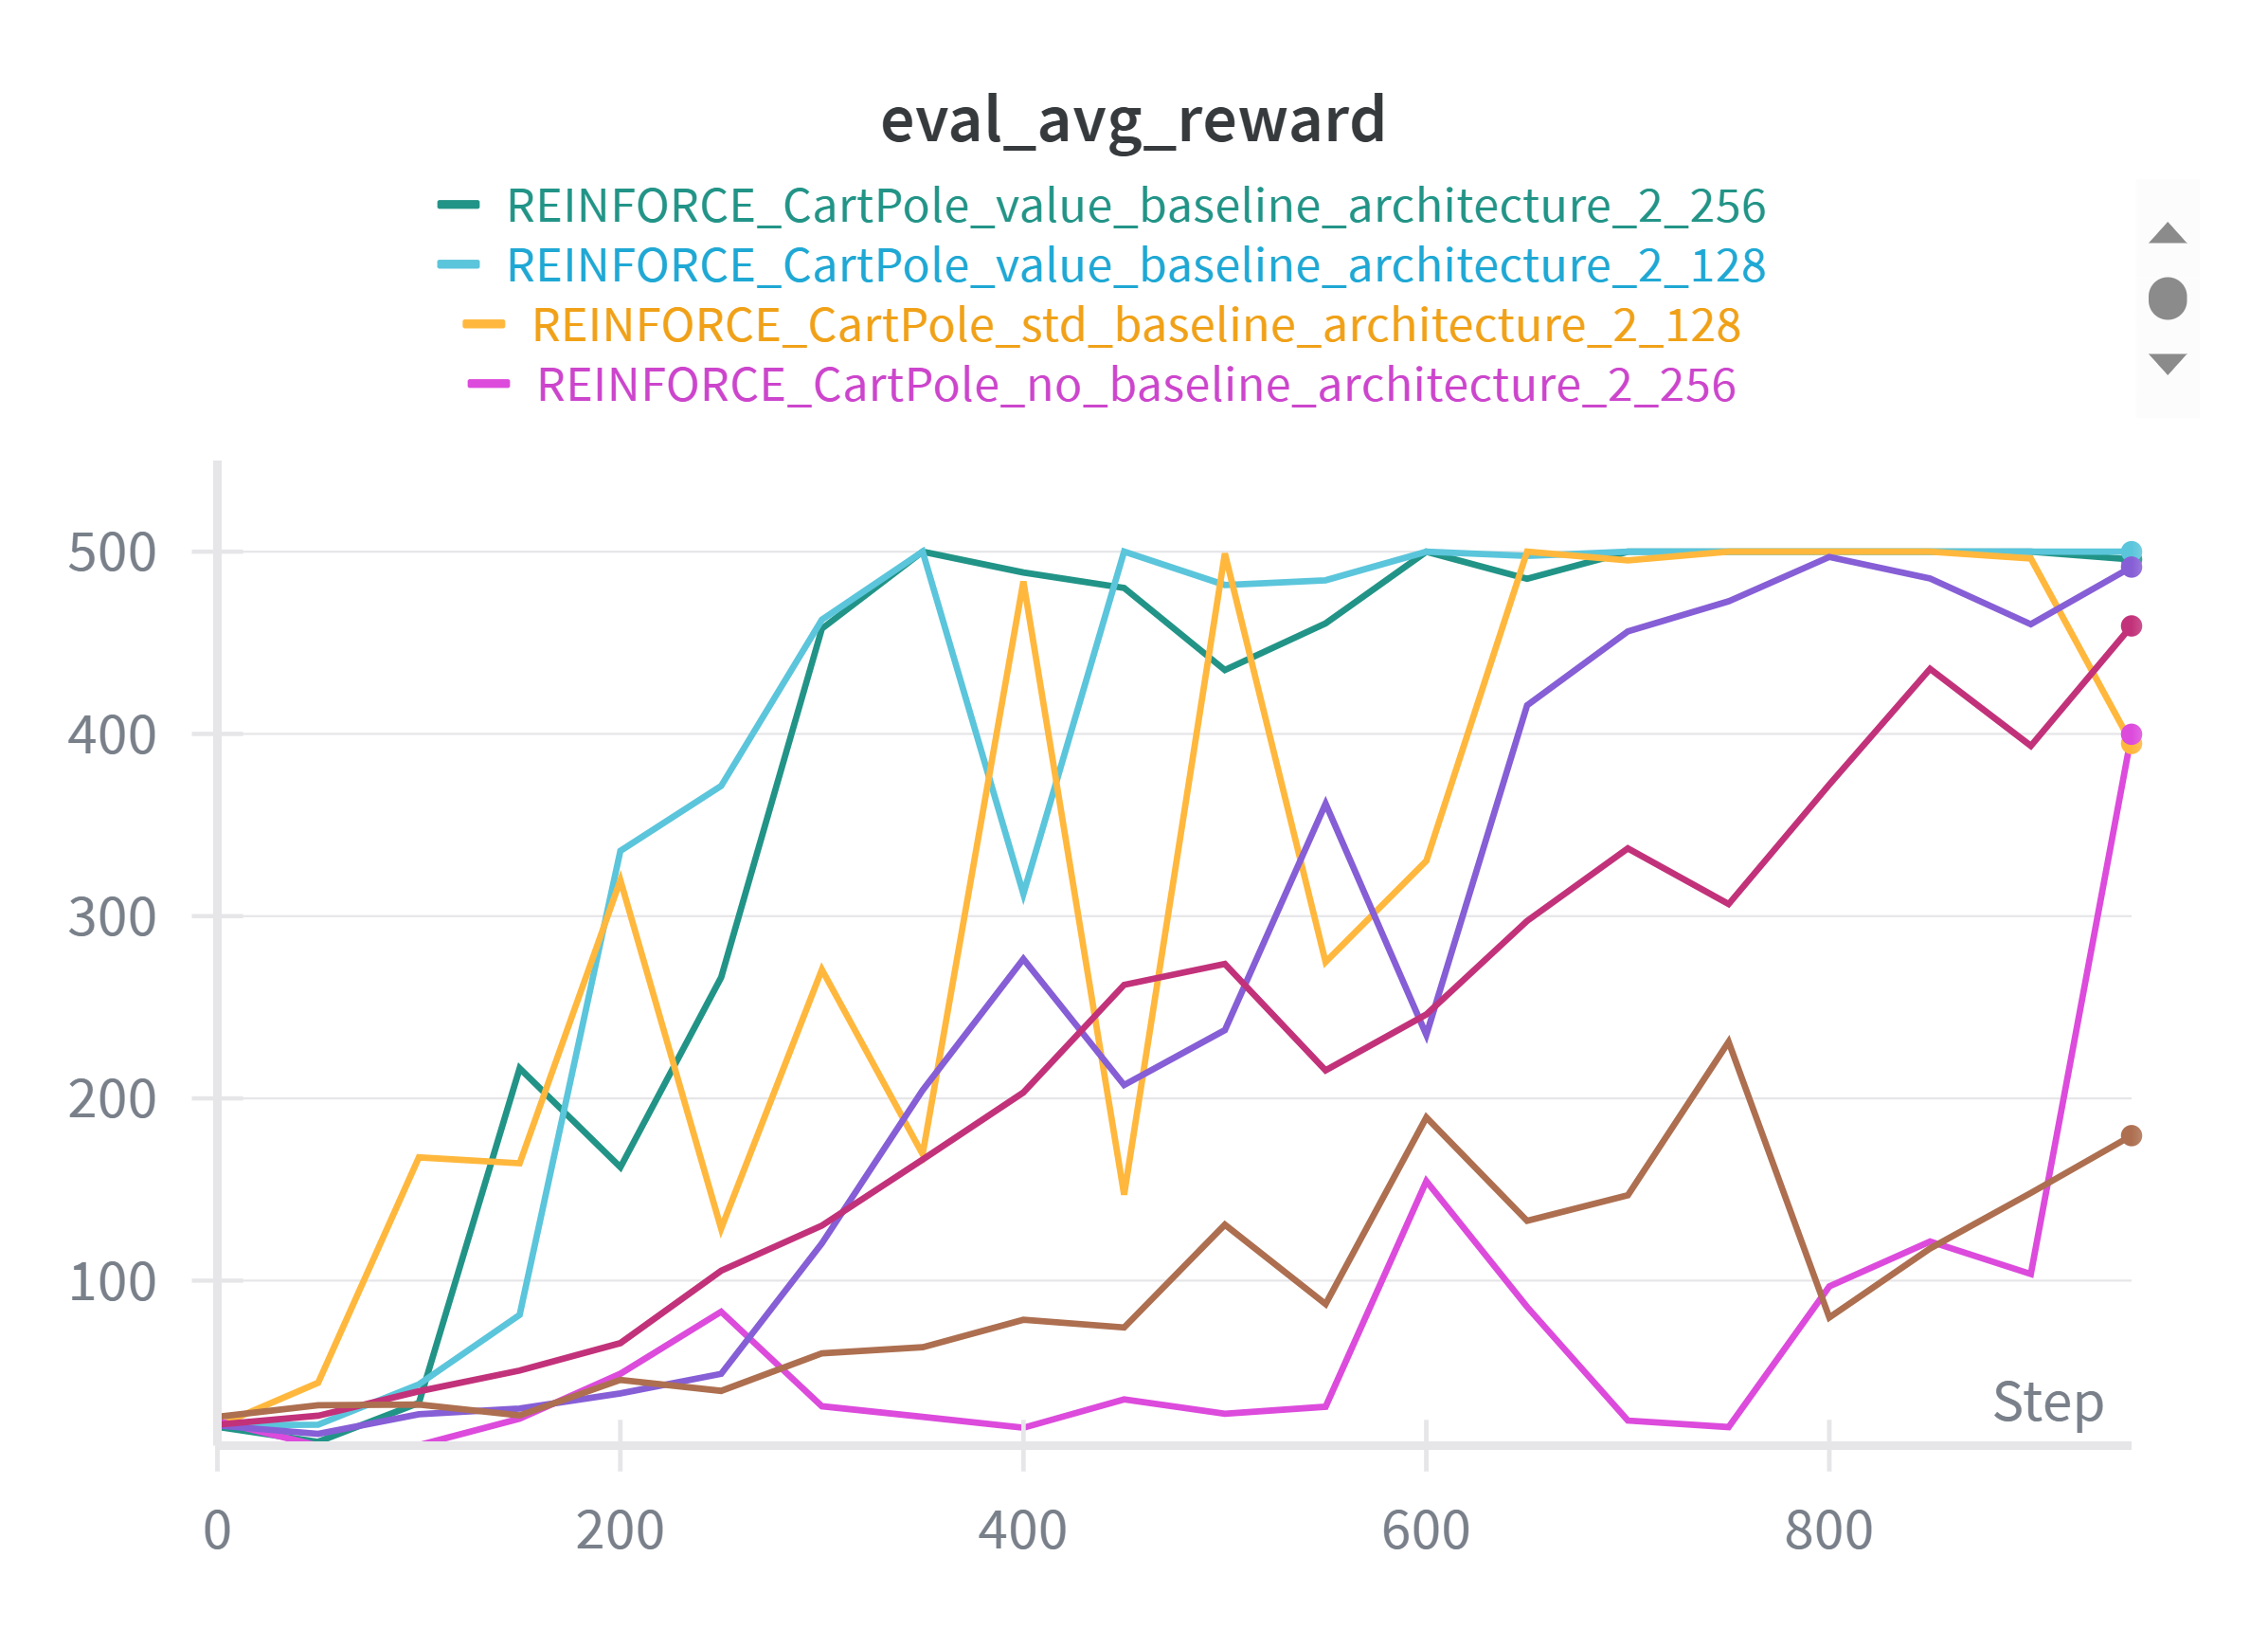 eval_avg_reward
REINFORCE_CartPole_value_baseline_architecture_2_256
REINFORCE_CartPole_value_baseline_architecture_2_128
REINFORCE_CartPole_std_baseline_architecture_2_128
REINFORCE_CartPole_no_baseline_architecture_2_256
500
400
300
200
100
Step
0 200 400 600 800